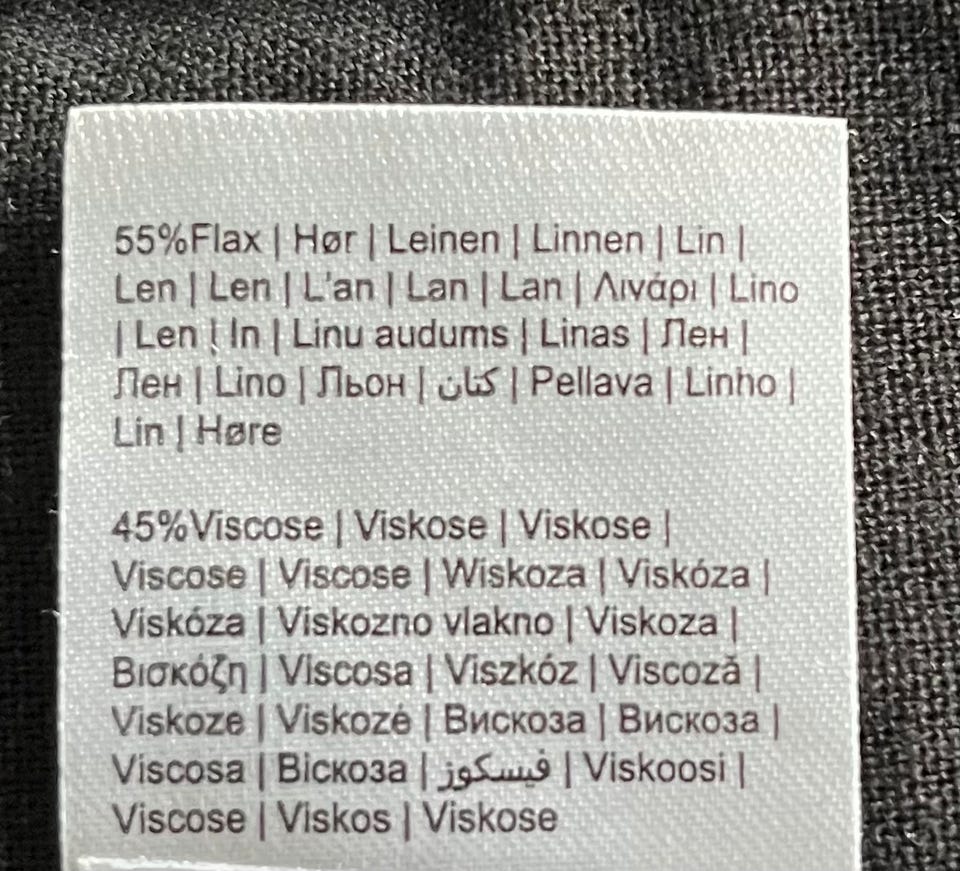 55%Flax | Hør | Leinen | Linnen | Lin |
Len | Len | L'an | Lan | Lan | Λινάρι | Lino
| Len | In | Linu audums | Linas | Лен |
Лен | Lino | Льон | كتان | Pellava | Linho |
Lin | Høre
45%Viscose | Viskose | Viskose |
Viscose | Viscose | Wiskoza | Viskóza |
Viskóza | Viskozno vlakno | Viskoza |
Βισκόζη | Viscosa | Viszkóz | Viscoză |
Viskoze | Viskozė | Вискоза | Вискоза |
Viscosa | Віскоза | فيسكوز | Viskoosi |
Viscose | Viskos | Viskose